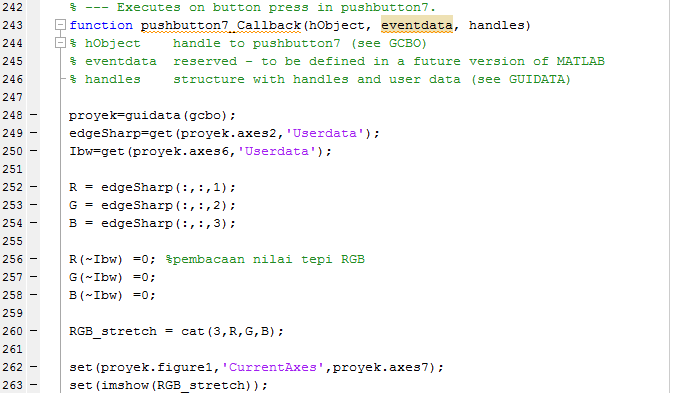 242 % --- Executes on button press in pushbutton7.
243 function pushbutton7_Callback(hObject, eventdata, handles)
244 % hObject    handle to pushbutton7 (see GCBO)
245 % eventdata  reserved - to be defined in a future version of MATLAB
246 % handles    structure with handles and user data (see GUIDATA)
247
248 - proyek=guidata(gcbo);
249 - edgeSharp=get(proyek.axes2,'Userdata');
250 - Ibw=get(proyek.axes6,'Userdata');
251
252 - R = edgeSharp(:,:,1);
253 - G = edgeSharp(:,:,2);
254 - B = edgeSharp(:,:,3);
255
256 - R(~Ibw) =0; %pembacaan nilai tepi RGB
257 - G(~Ibw) =0;
258 - B(~Ibw) =0;
259
260 - RGB_stretch = cat(3,R,G,B);
261
262 - set(proyek.figure1,'CurrentAxes',proyek.axes7);
263 - set(imshow(RGB_stretch));